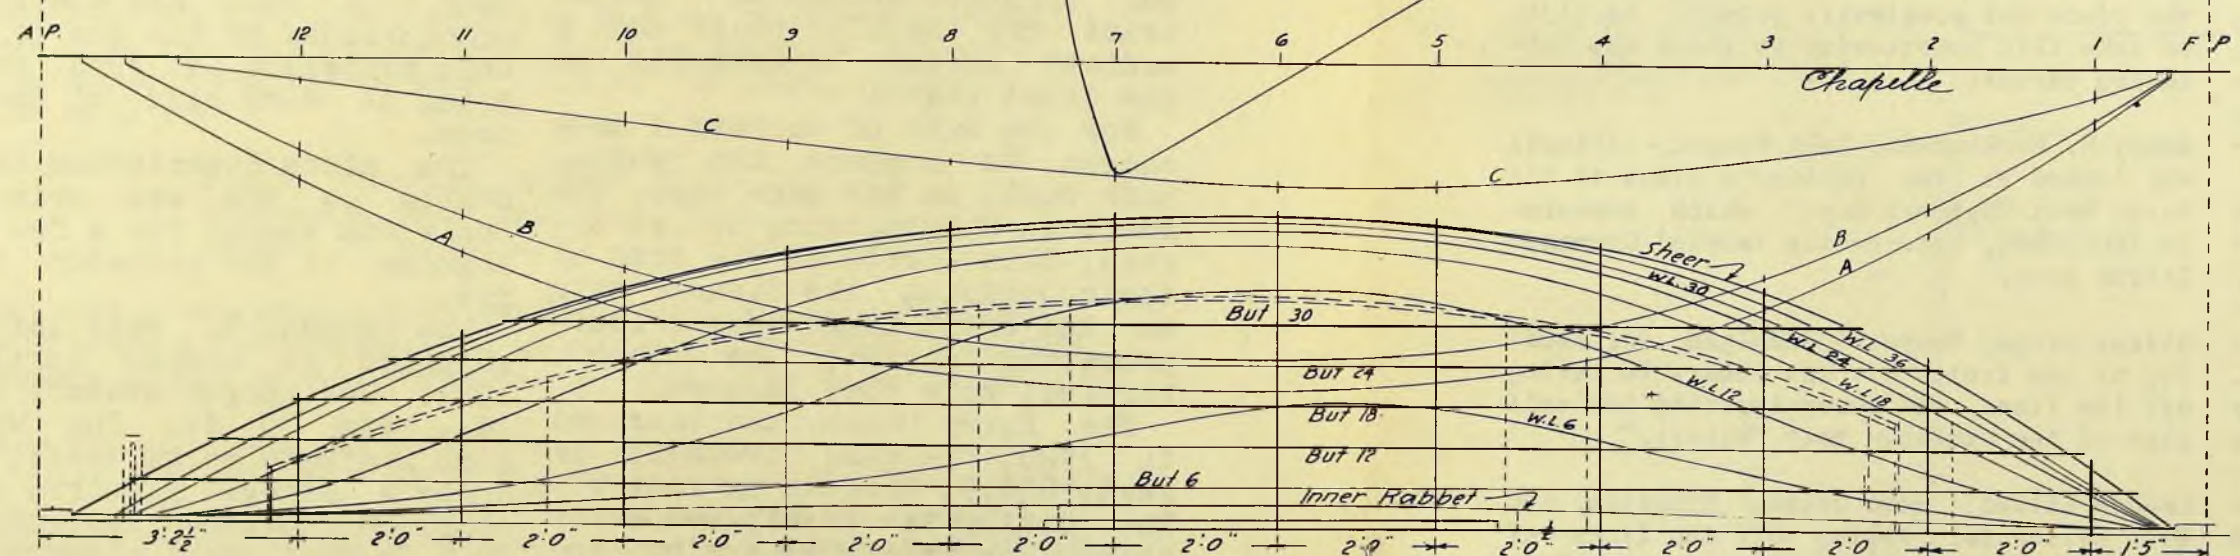 A P. 12 11 10 9 8 7 6 5 4 3 2 1 F P
Chapelle
C
C
B
A
B
A
Sheer
W.L. 30
But 30
W.L. 36
W.L. 24
But 24
W.L.12
W.L.18
But 18
W.L.6
But 12
But 6
Inner Rabbet
3'2½" 2'0" 2'0" 2'0" 2'0" 2'0" 2'0" 2'0" 2'0" 2'0" 2'0" 2'0" 1'5"